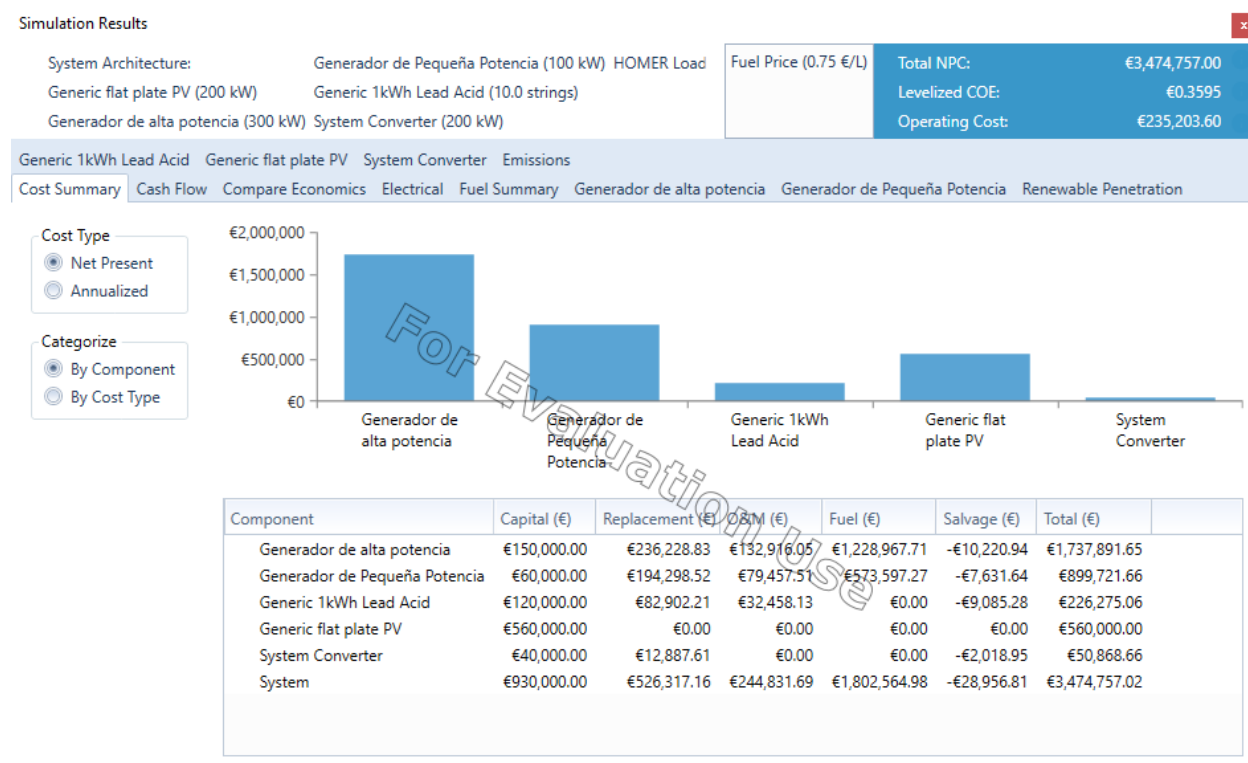 Simulation Results
x
System Architecture:
Generic flat plate PV (200 kW)
Generador de alta potencia (300 kW)
Generador de Pequeña Potencia (100 kW) HOMER Load
Generic 1kWh Lead Acid (10.0 strings)
System Converter (200 kW)
Fuel Price (0.75 €/L)
Total NPC: €3,474,757.00
Levelized COE: €0.3595
Operating Cost: €235,203.60
Generic 1kWh Lead Acid Generic flat plate PV System Converter Emissions
Cost Summary Cash Flow Compare Economics Electrical Fuel Summary Generador de alta potencia Generador de Pequeña Potencia Renewable Penetration
Cost Type
Net Present
Annualized
Categorize
By Component
By Cost Type
€2,000,000
€1,500,000
€1,000,000
€500,000
€0
Generador de
alta potencia
Generador de
Pequeña
Potencia
Generic 1kWh
Lead Acid
Generic flat
plate PV
System
Converter
For Evaluation Use
Component Capital (€) Replacement (€) O&M (€) Fuel (€) Salvage (€) Total (€)
Generador de alta potencia €150,000.00 €236,228.83 €132,916.05 €1,228,967.71 -€10,220.94 €1,737,891.65
Generador de Pequeña Potencia €60,000.00 €194,298.52 €79,457.51 €573,597.27 -€7,631.64 €899,721.66
Generic 1kWh Lead Acid €120,000.00 €82,902.21 €32,458.13 €0.00 -€9,085.28 €226,275.06
Generic flat plate PV €560,000.00 €0.00 €0.00 €0.00 €0.00 €560,000.00
System Converter €40,000.00 €12,887.61 €0.00 €0.00 -€2,018.95 €50,868.66
System €930,000.00 €526,317.16 €244,831.69 €1,802,564.98 -€28,956.81 €3,474,757.02